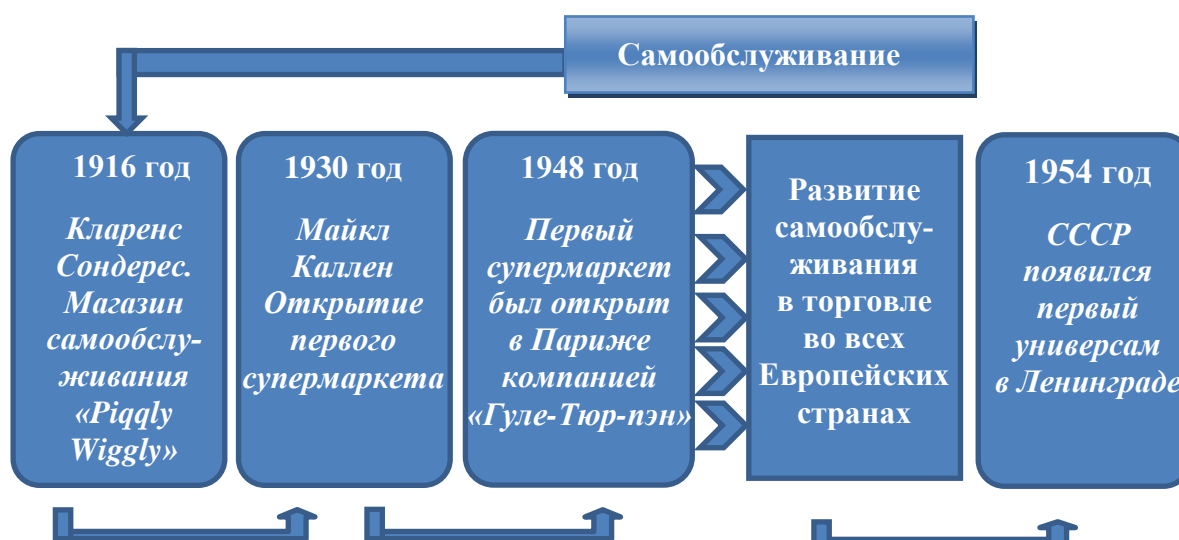 Самообслуживание
1916 год
Кларенс
Сондерес.
Магазин
самообслу-
живания
«Piqqly
Wiggly»
1930 год
Майкл
Каллен
Открытие
первого
супермаркета
1948 год
Первый
супермаркет
был открыт
в Париже
компанией
«Гуле-Тюр-пэн»
Развитие
самообслу-
живания
в торговле
во всех
Европейских
странах
1954 год
СССР
появился
первый
универсам
в Ленинграде